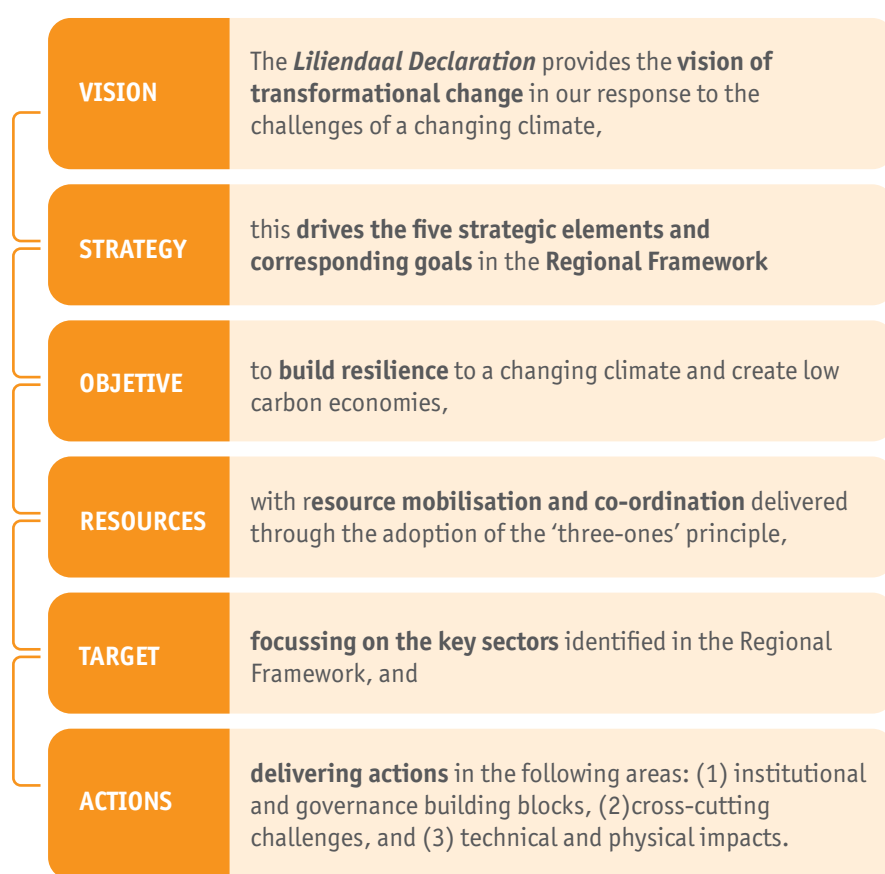 VISION
The Liliendaal Declaration provides the vision of
transformational change in our response to the
challenges of a changing climate,
STRATEGY
this drives the five strategic elements and
corresponding goals in the Regional Framework
OBJETIVE
to build resilience to a changing climate and create low
carbon economies,
RESOURCES
with resource mobilisation and co-ordination delivered
through the adoption of the ‘three-ones’ principle,
TARGET
focussing on the key sectors identified in the Regional
Framework, and
ACTIONS
delivering actions in the following areas: (1) institutional
and governance building blocks, (2)cross-cutting
challenges, and (3) technical and physical impacts.